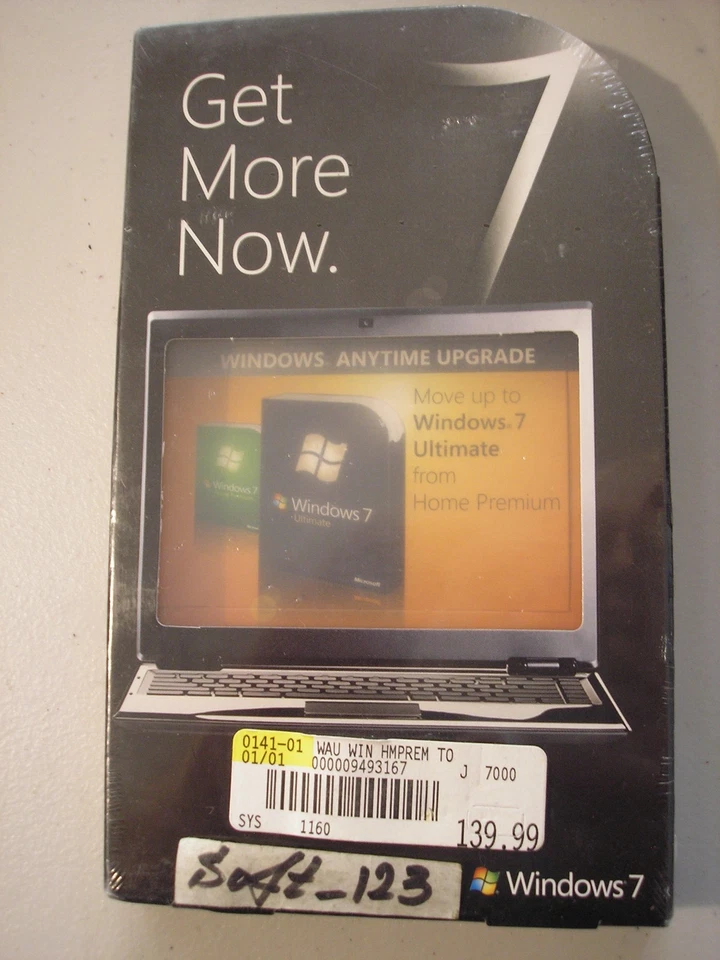 Get
More
Now.
7
WINDOWS ANYTIME UPGRADE
Move up to
Windows® 7
Ultimate
from
Home Premium
Windows 7
Windows 7
Ultimate
0141-01
01/01
WAU WIN HMPREM TO
000009493167
J 7000
SYS 1160
139.99
Soft_123
Windows® 7